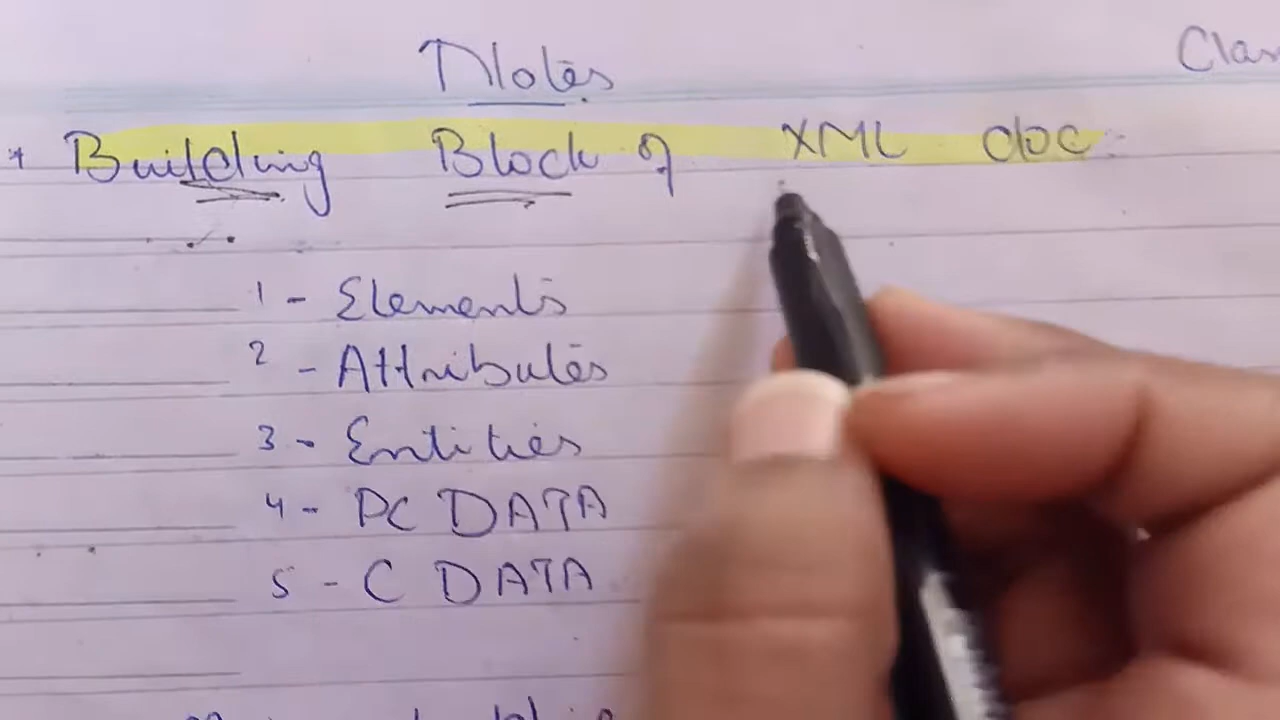 Notes
* Building Block of XML doc :
1 - Elements
2 - Attributes
3 - Entities
4 - PC DATA
5 - C DATA